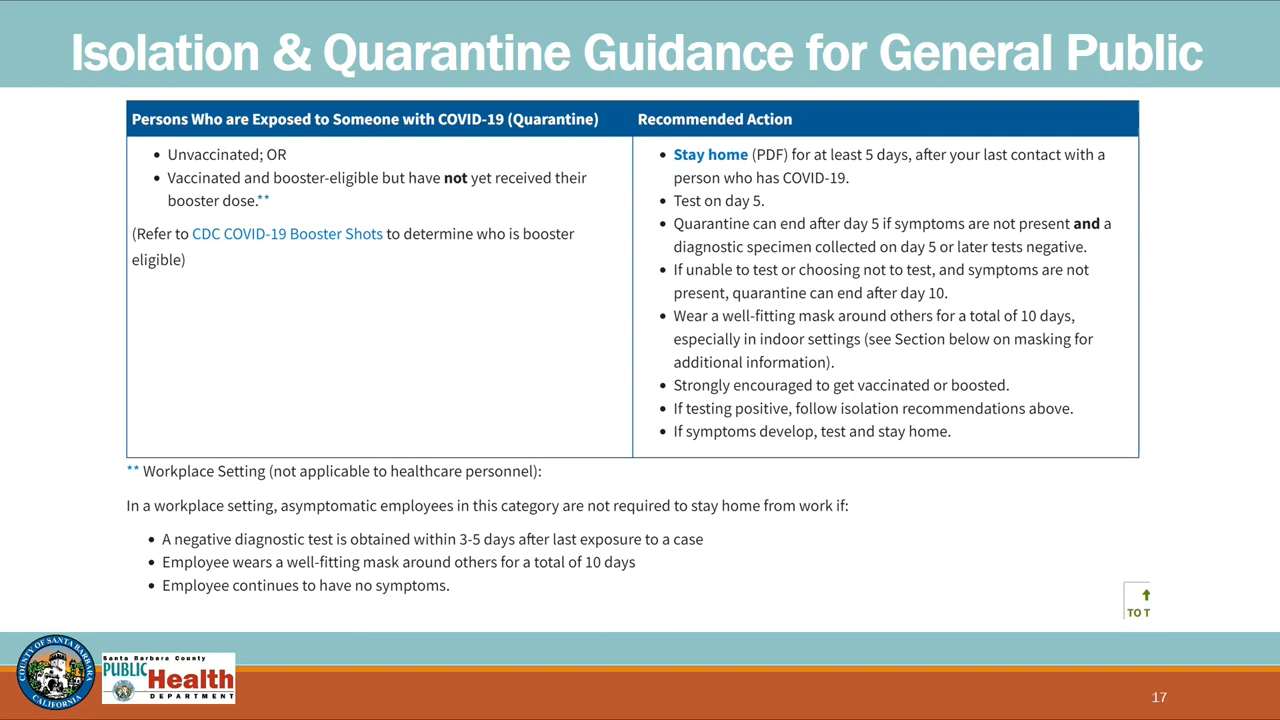 Isolation & Quarantine Guidance for General Public
Persons Who are Exposed to Someone with COVID-19 (Quarantine)
Recommended Action
• Unvaccinated; OR
• Vaccinated and booster-eligible but have not yet received their
booster dose.**
(Refer to CDC COVID-19 Booster Shots to determine who is booster
eligible)
• Stay home (PDF) for at least 5 days, after your last contact with a
person who has COVID-19.
• Test on day 5.
• Quarantine can end after day 5 if symptoms are not present and a
diagnostic specimen collected on day 5 or later tests negative.
• If unable to test or choosing not to test, and symptoms are not
present, quarantine can end after day 10.
• Wear a well-fitting mask around others for a total of 10 days,
especially in indoor settings (see Section below on masking for
additional information).
• Strongly encouraged to get vaccinated or boosted.
• If testing positive, follow isolation recommendations above.
• If symptoms develop, test and stay home.
** Workplace Setting (not applicable to healthcare personnel):
In a workplace setting, asymptomatic employees in this category are not required to stay home from work if:
• A negative diagnostic test is obtained within 3-5 days after last exposure to a case
• Employee wears a well-fitting mask around others for a total of 10 days
• Employee continues to have no symptoms.
TO T
COUNTY OF SANTA BARBARA
CALIFORNIA
Santa Barbara County
PUBLIC
Health
DEPARTMENT
17